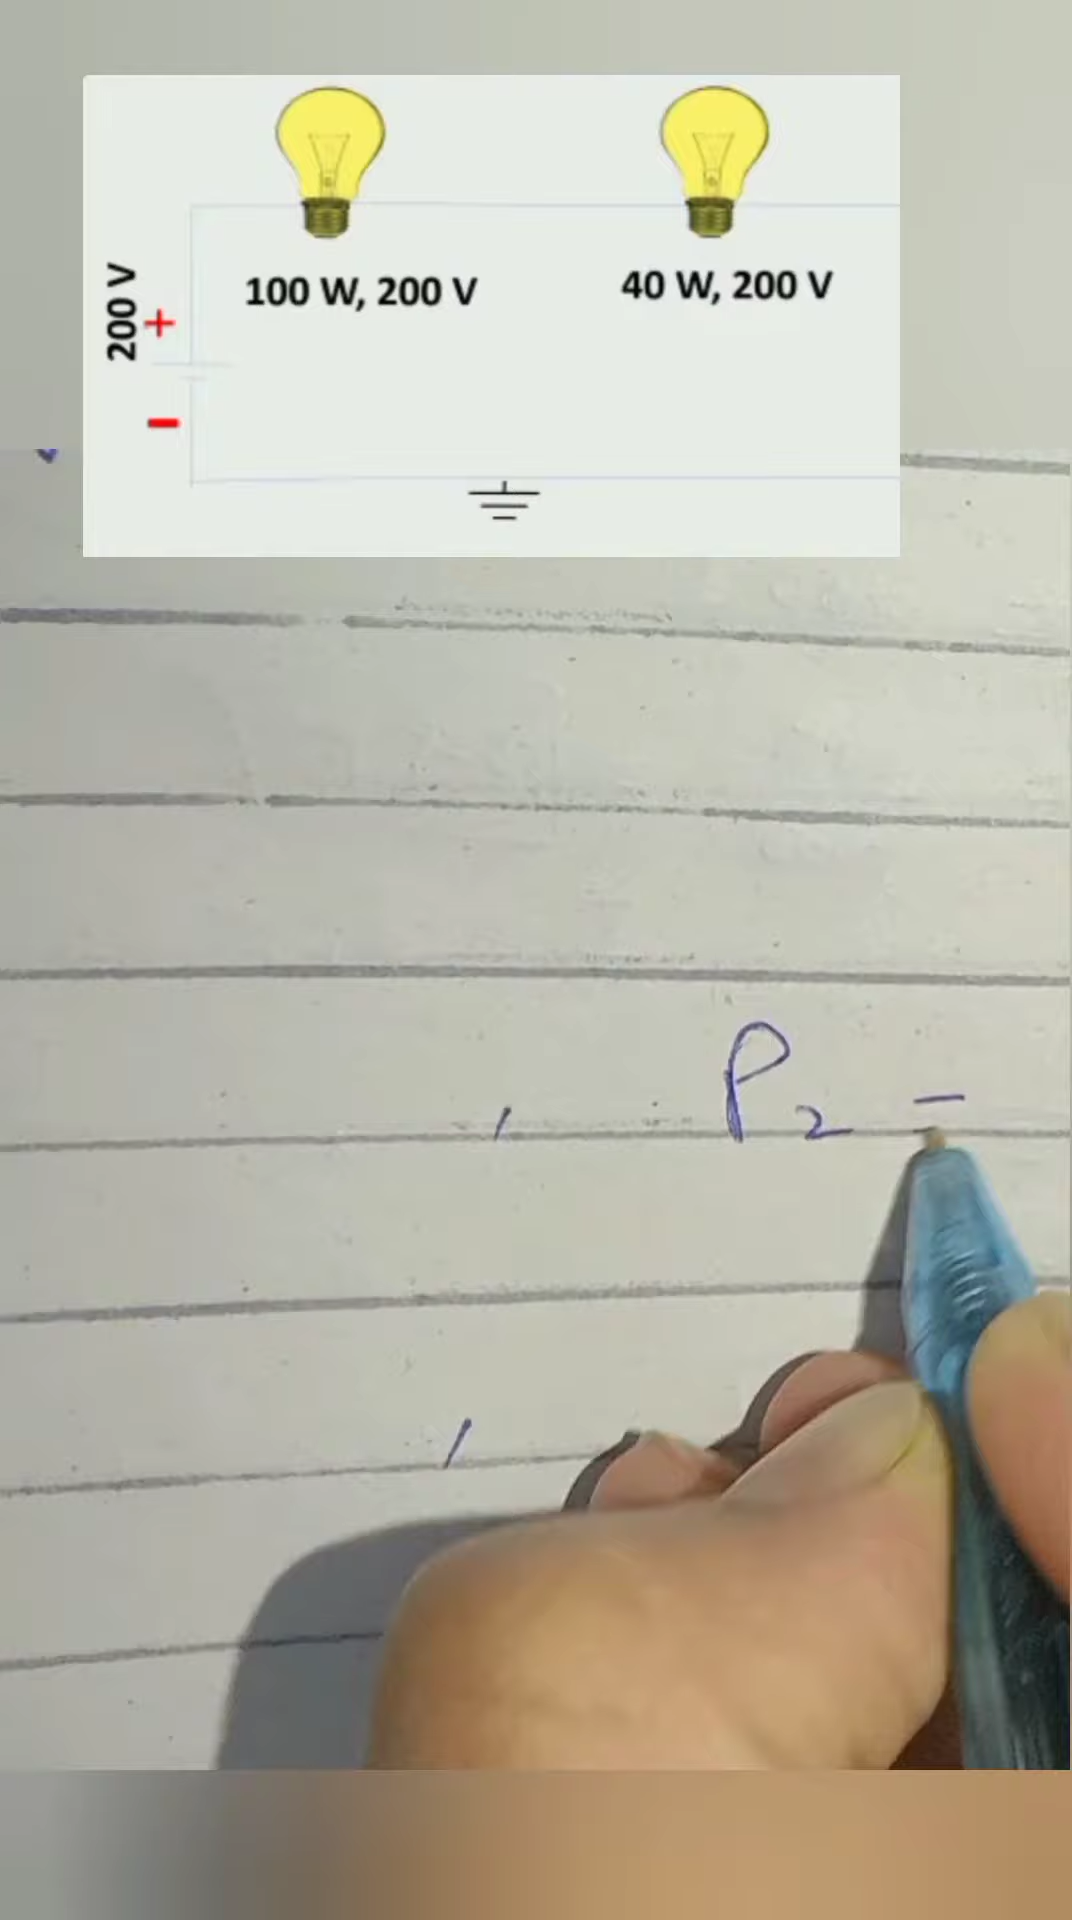 100 W, 200 V
40 W, 200 V
200 V
+
-
, P₂ =
,